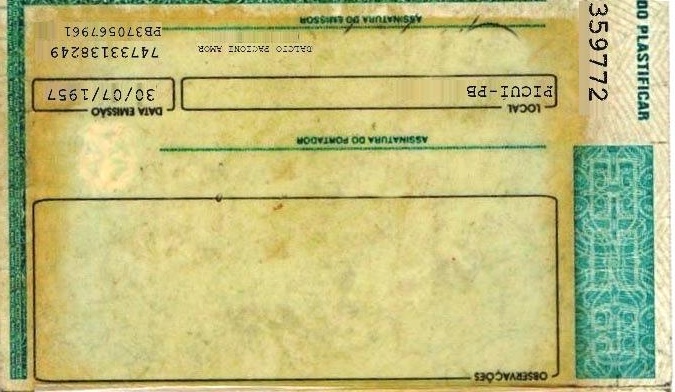 OBSERVAÇÕES
ASSINATURA DO PORTADOR
LOCAL DATA EMISSÃO
PICUI-PB 30/07/1957
DALCIO PACIONI AMOR 74733138249
PB370567961
ASSINATURA DO EMISSOR
DO PLASTIFICAR
359772